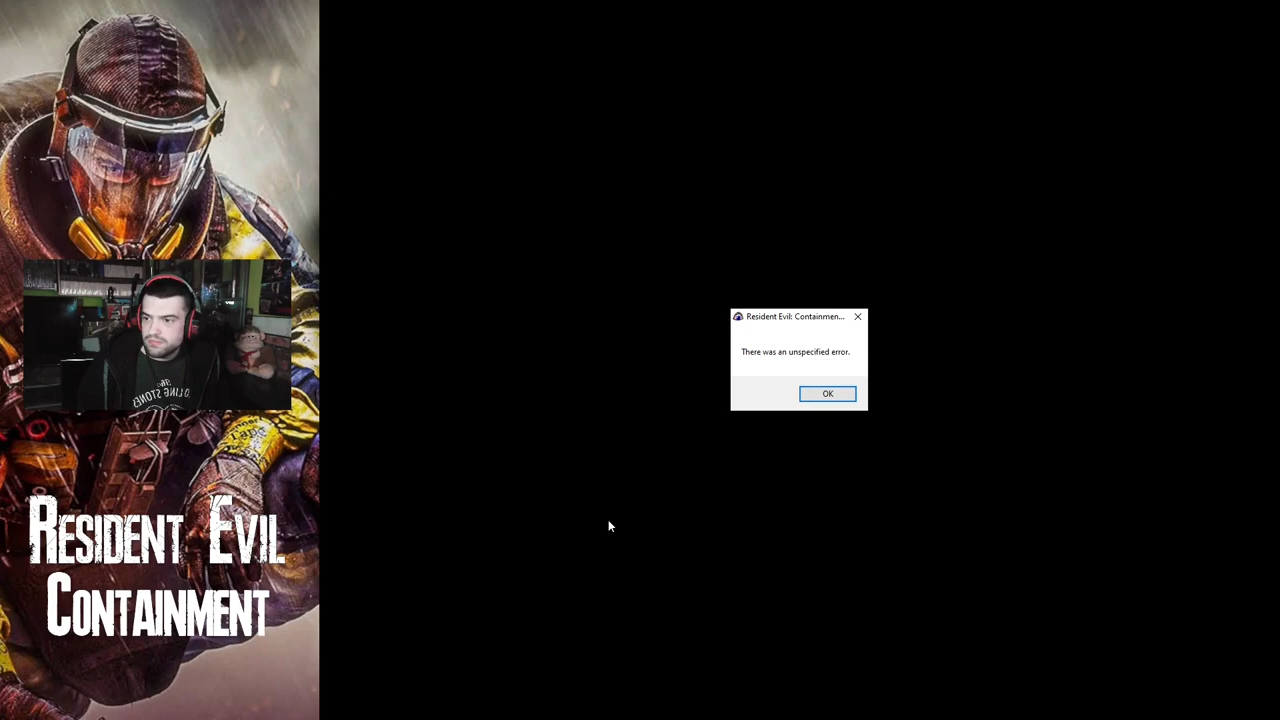 Resident Evil: Containmen...
There was an unspecified error.
OK
Resident Evil
Containment